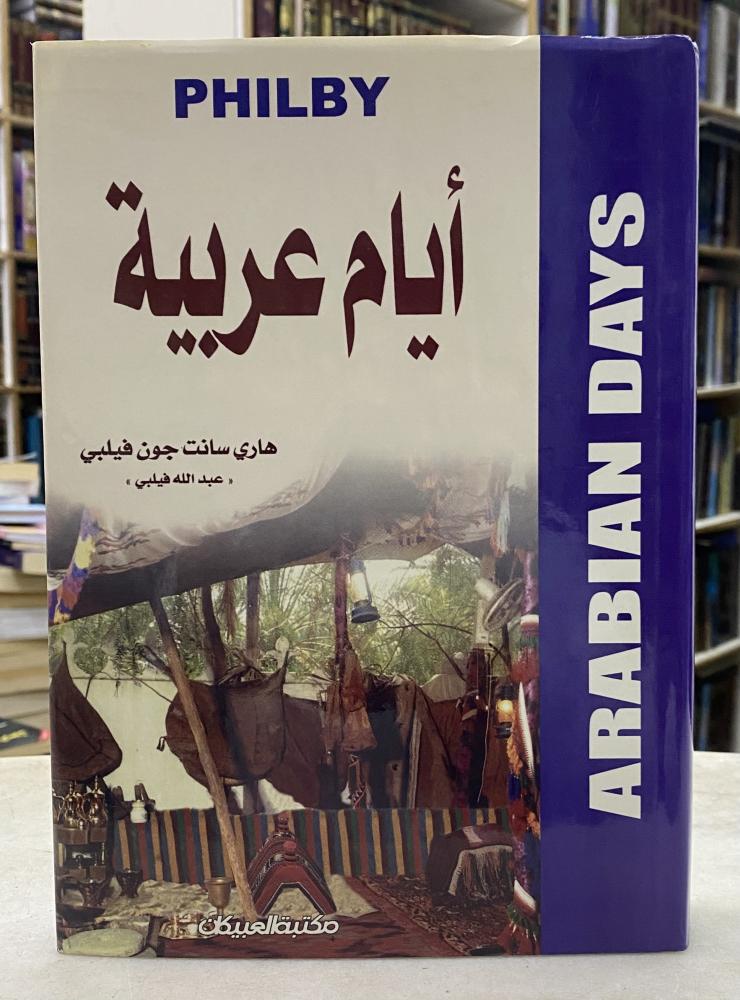 PHILBY
أيام عربية
هاري سانت جون فيلبي
« عبد الله فيلبي »
مكتبة العبيكان
ARABIAN DAYS